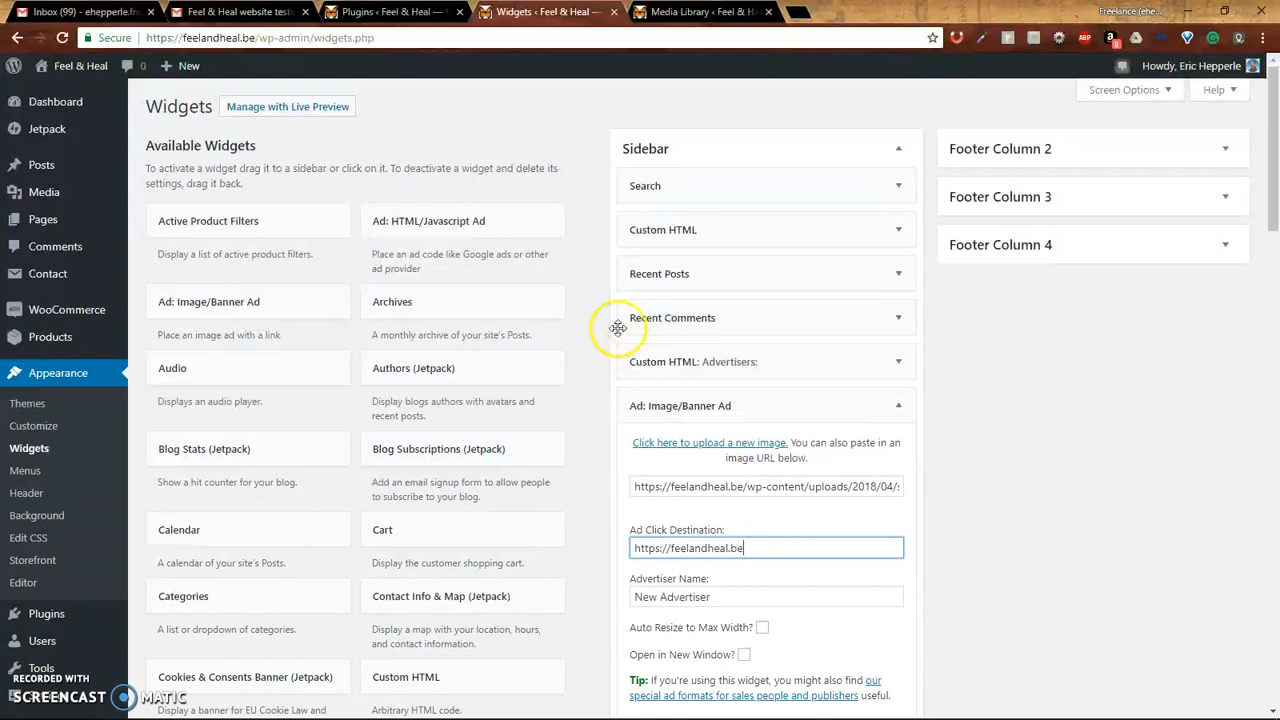 Inbox (9) - ehepperle.fre
Feel & Heal website testi
Plugins ‹ Feel & Heal —
Widgets ‹ Feel & Heal —
Media Library ‹ Feel & H
Freelance (ehe
Secure
https://feelandheal.be/wp-admin/widgets.php
Feel & Heal
0
New
Howdy, Eric Hepperle
Dashboard
Jetpack
Posts
Media
Pages
Comments
Contact
WooCommerce
Products
Appearance
Themes
Customize
Widgets
Menus
Header
Background
Edit CSS
Storefront
Editor
Plugins
Users
Tools
RECORDED WITH
SCREENCAST MATIC
Screen Options
Help
Widgets
Manage with Live Preview
Available Widgets
To activate a widget drag it to a sidebar or click on it. To deactivate a widget and delete its
settings, drag it back.
Active Product Filters
Display a list of active product filters.
Ad: HTML/Javascript Ad
Place an ad code like Google ads or other
ad provider
Ad: Image/Banner Ad
Place an image ad with a link
Archives
A monthly archive of your site's Posts.
Audio
Displays an audio player.
Authors (Jetpack)
Display blogs authors with avatars and
recent posts.
Blog Stats (Jetpack)
Show a hit counter for your blog.
Blog Subscriptions (Jetpack)
Add an email signup form to allow people
to subscribe to your blog.
Calendar
A calendar of your site's Posts.
Cart
Display the customer shopping cart.
Categories
A list or dropdown of categories.
Contact Info & Map (Jetpack)
Display a map with your location, hours,
and contact information.
Cookies & Consents Banner (Jetpack)
Display a banner for EU Cookie Law and
Custom HTML
Arbitrary HTML code.
Sidebar
Search
Custom HTML
Recent Posts
Recent Comments
Custom HTML: Advertisers:
Ad: Image/Banner Ad
Click here to upload a new image. You can also paste in an
image URL below.
https://feelandheal.be/wp-content/uploads/2018/04/s
Ad Click Destination:
https://feelandheal.be
Advertiser Name:
New Advertiser
Auto Resize to Max Width?
Open in New Window?
Tip: If you're using this widget, you might also find our
special ad formats for sales people and publishers useful.
Footer Column 2
Footer Column 3
Footer Column 4